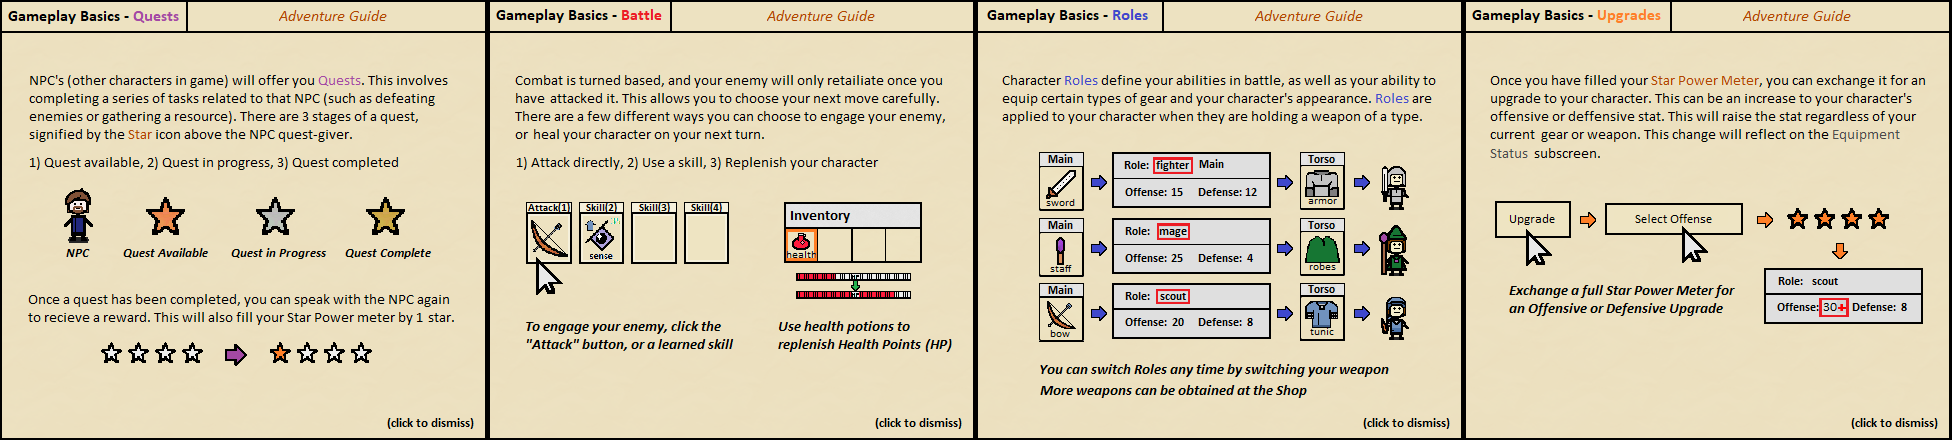 Gameplay Basics - Quests
Adventure Guide
NPC's (other characters in game) will offer you Quests. This involves
completing a series of tasks related to that NPC (such as defeating
enemies or gathering a resource). There are 3 stages of a quest,
signified by the Star icon above the NPC quest-giver.
1) Quest available, 2) Quest in progress, 3) Quest completed
NPC
Quest Available
Quest in Progress
Quest Complete
Once a quest has been completed, you can speak with the NPC again
to recieve a reward. This will also fill your Star Power meter by 1 star.
(click to dismiss)
Gameplay Basics - Battle
Adventure Guide
Combat is turned based, and your enemy will only retailiate once you
have attacked it. This allows you to choose your next move carefully.
There are a few different ways you can choose to engage your enemy,
or heal your character on your next turn.
1) Attack directly, 2) Use a skill, 3) Replenish your character
Attack(1)
Skill(2)
sense
Skill(3)
Skill(4)
Inventory
health
To engage your enemy, click the
"Attack" button, or a learned skill
Use health potions to
replenish Health Points (HP)
Gameplay Basics - Roles
Adventure Guide
Character Roles define your abilities in battle, as well as your ability to
equip certain types of gear and your character's appearance. Roles are
applied to your character when they are holding a weapon of a type.
Main
sword
Role: fighter Main
Offense: 15 Defense: 12
Torso
armor
Main
staff
Role: mage
Offense: 25 Defense: 4
Torso
robes
Main
bow
Role: scout
Offense: 20 Defense: 8
Torso
tunic
You can switch Roles any time by switching your weapon
More weapons can be obtained at the Shop
(click to dismiss)
Gameplay Basics - Upgrades
Adventure Guide
Once you have filled your Star Power Meter, you can exchange it for an
upgrade to your character. This can be an increase to your character's
offensive or deffensive stat. This will raise the stat regardless of your
current gear or weapon. This change will reflect on the Equipment
Status subscreen.
Upgrade
Select Offense
Exchange a full Star Power Meter for
an Offensive or Defensive Upgrade
Role: scout
Offense: 30+ Defense: 8
(click to dismiss)